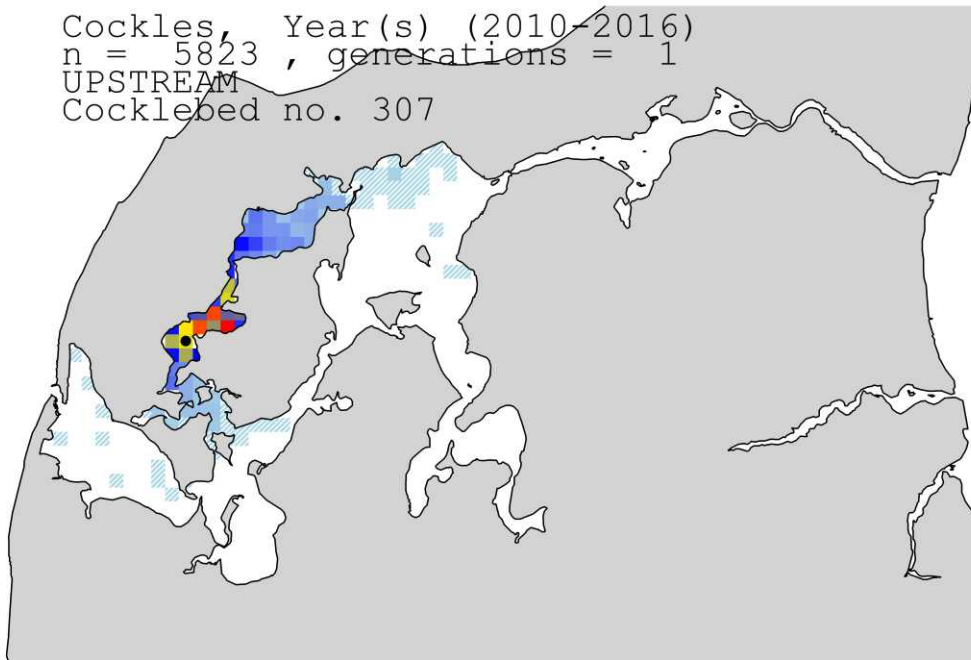 Cockles, Year(s) (2010-2016)
n = 5823 , generations = 1
UPSTREAM
Cocklebed no. 307